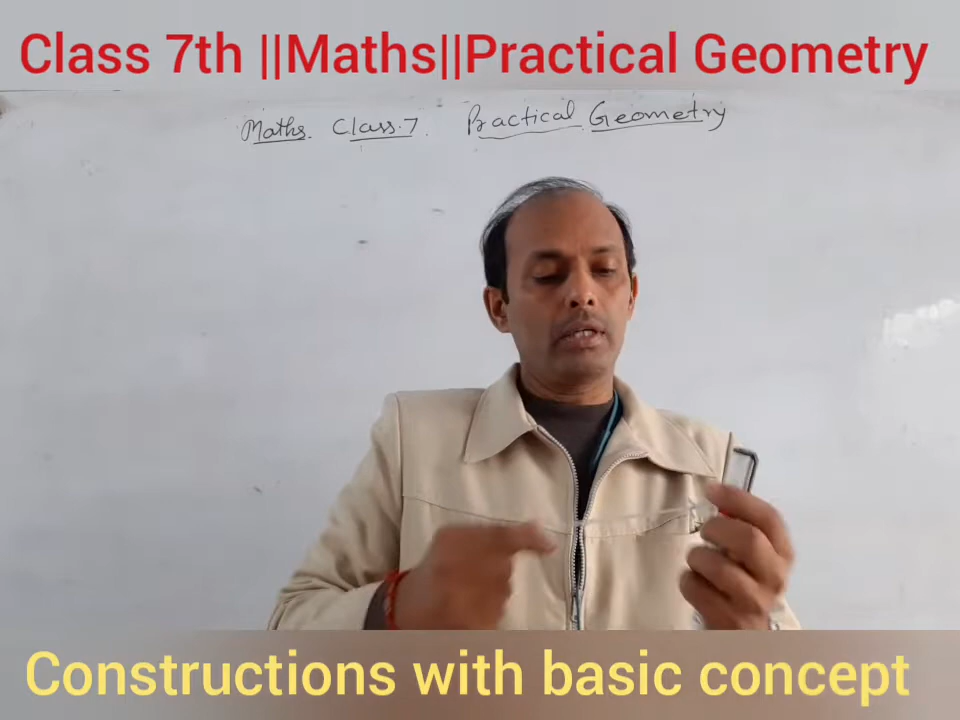 Class 7th ||Maths||Practical Geometry
Maths. Class.7. Practical Geometry
Constructions with basic concept